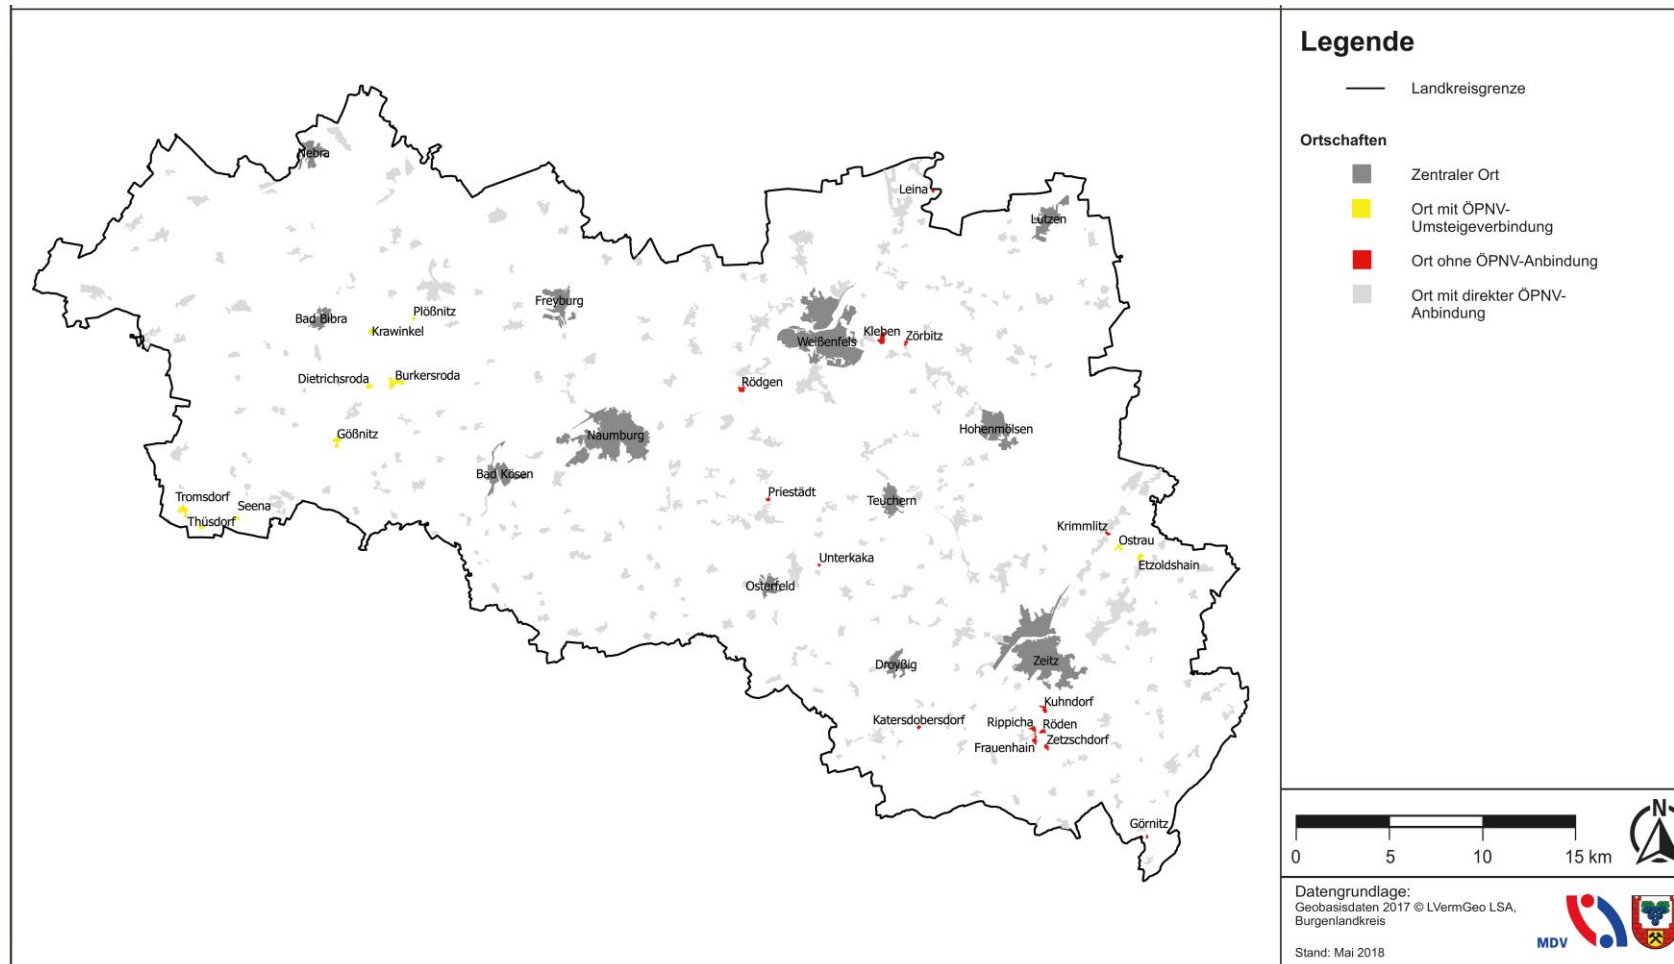 Nebra
Leina
Lützen
Freyburg
Plößnitz
Bad Bibra
Krawinkel
Weißenfels
Kleben
Zörbitz
Dietrichsroda
Burkersroda
Rödgen
Gößnitz
Naumburg
Hohenmölsen
Bad Kösen
Tromsdorf
Seena
Thüsdorf
Priestädt
Teuchern
Krimmlitz
Ostrau
Etzoldshain
Unterkaka
Osterfeld
Droyßig
Zeitz
Kuhndorf
Katersdobersdorf
Rippicha
Röden
Zetzschdorf
Frauenhain
Görnitz
Legende
Landkreisgrenze
Ortschaften
Zentraler Ort
Ort mit ÖPNV-
Umsteigeverbindung
Ort ohne ÖPNV-Anbindung
Ort mit direkter ÖPNV-
Anbindung
N
0 5 10 15 km
Datengrundlage:
Geobasisdaten 2017 © LVermGeo LSA,
Burgenlandkreis
MDV
Stand: Mai 2018